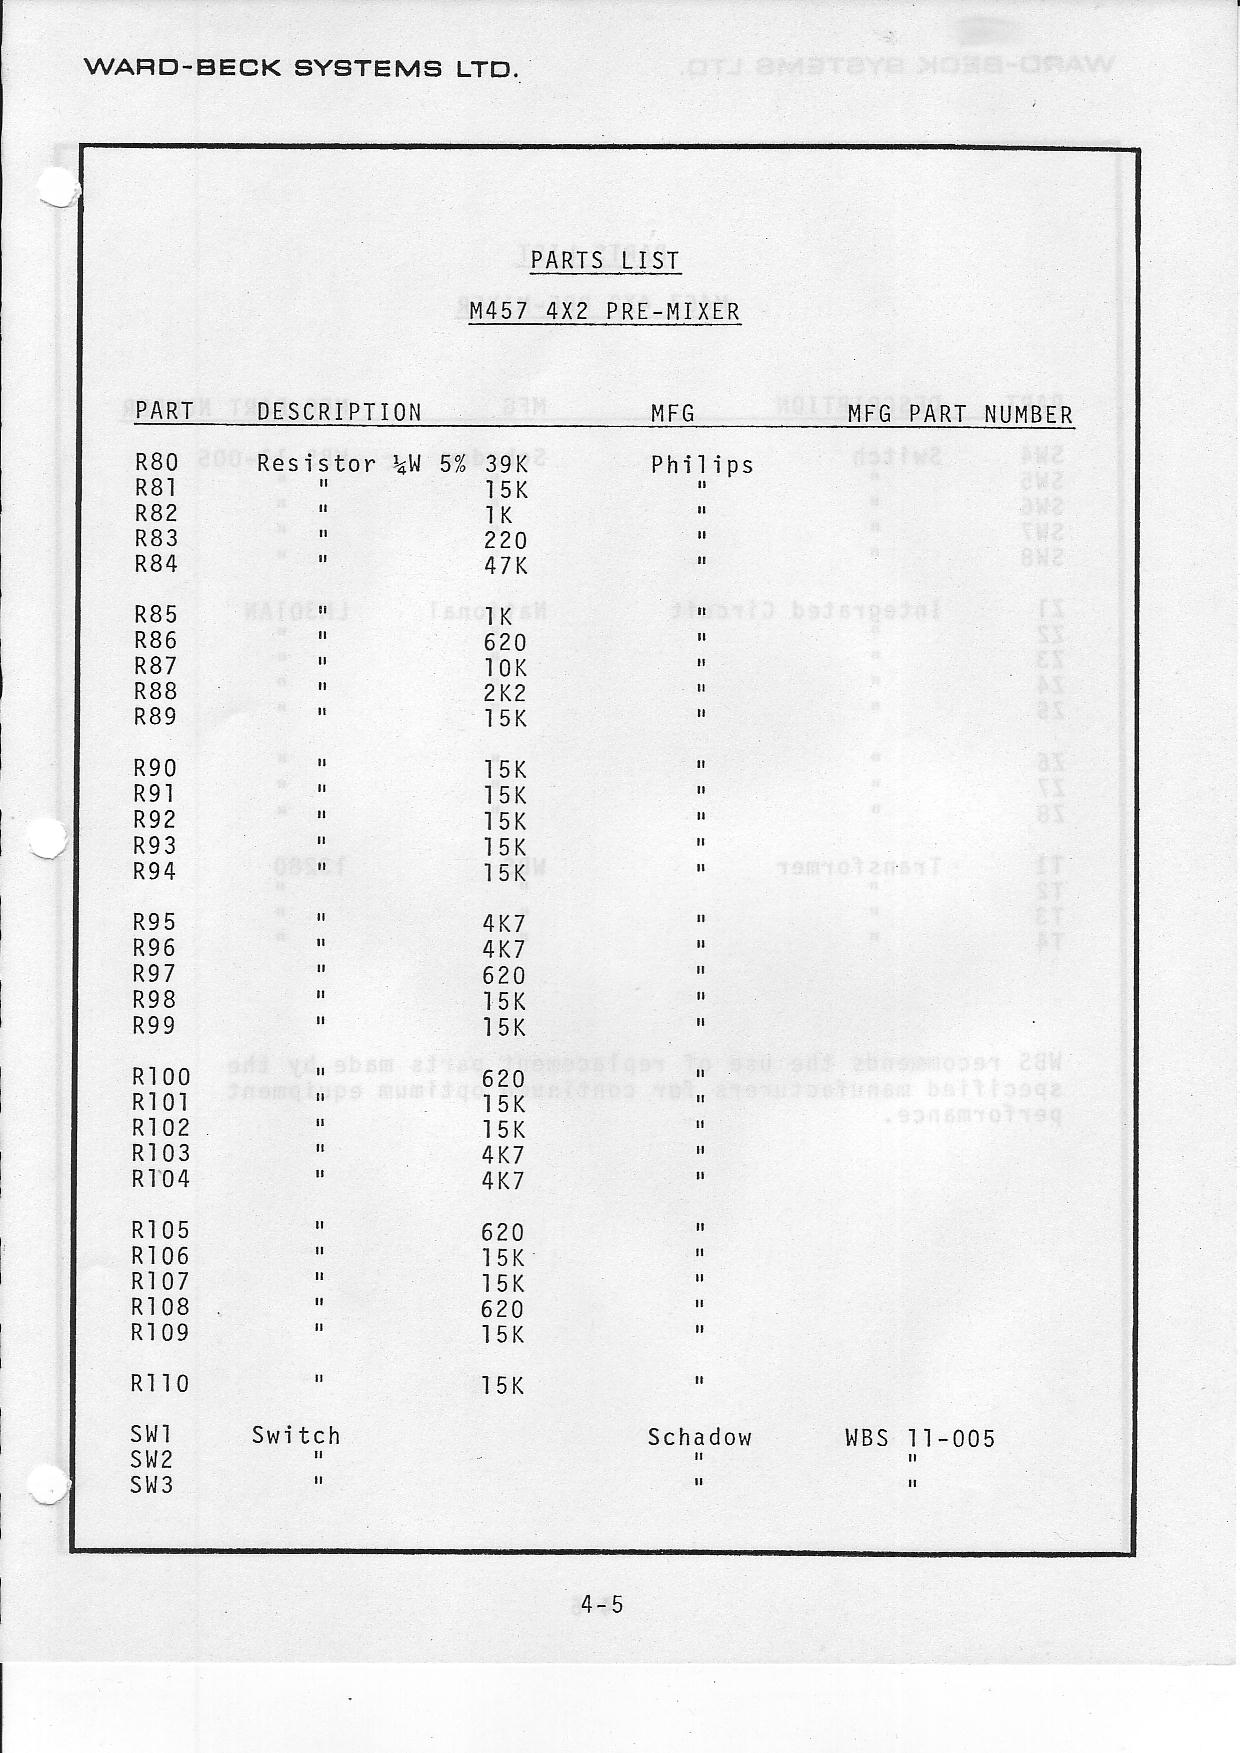 WARD-BECK SYSTEMS LTD.
PARTS LIST
M457 4X2 PRE-MIXER
PART DESCRIPTION MFG MFG PART NUMBER
R80 Resistor ¼W 5% 39K Philips
R81 " 15K "
R82 " 1K "
R83 " 220 "
R84 " 47K "
R85 " 1K "
R86 " 620 "
R87 " 10K "
R88 " 2K2 "
R89 " 15K "
R90 " 15K "
R91 " 15K "
R92 " 15K "
R93 " 15K "
R94 " 15K "
R95 " 4K7 "
R96 " 4K7 "
R97 " 620 "
R98 " 15K "
R99 " 15K "
R100 " 620 "
R101 " 15K "
R102 " 15K "
R103 " 4K7 "
R104 " 4K7 "
R105 " 620 "
R106 " 15K "
R107 " 15K "
R108 " 620 "
R109 " 15K "
R110 " 15K "
SW1 Switch Schadow WBS 11-005
SW2 " " "
SW3 " " "
4-5